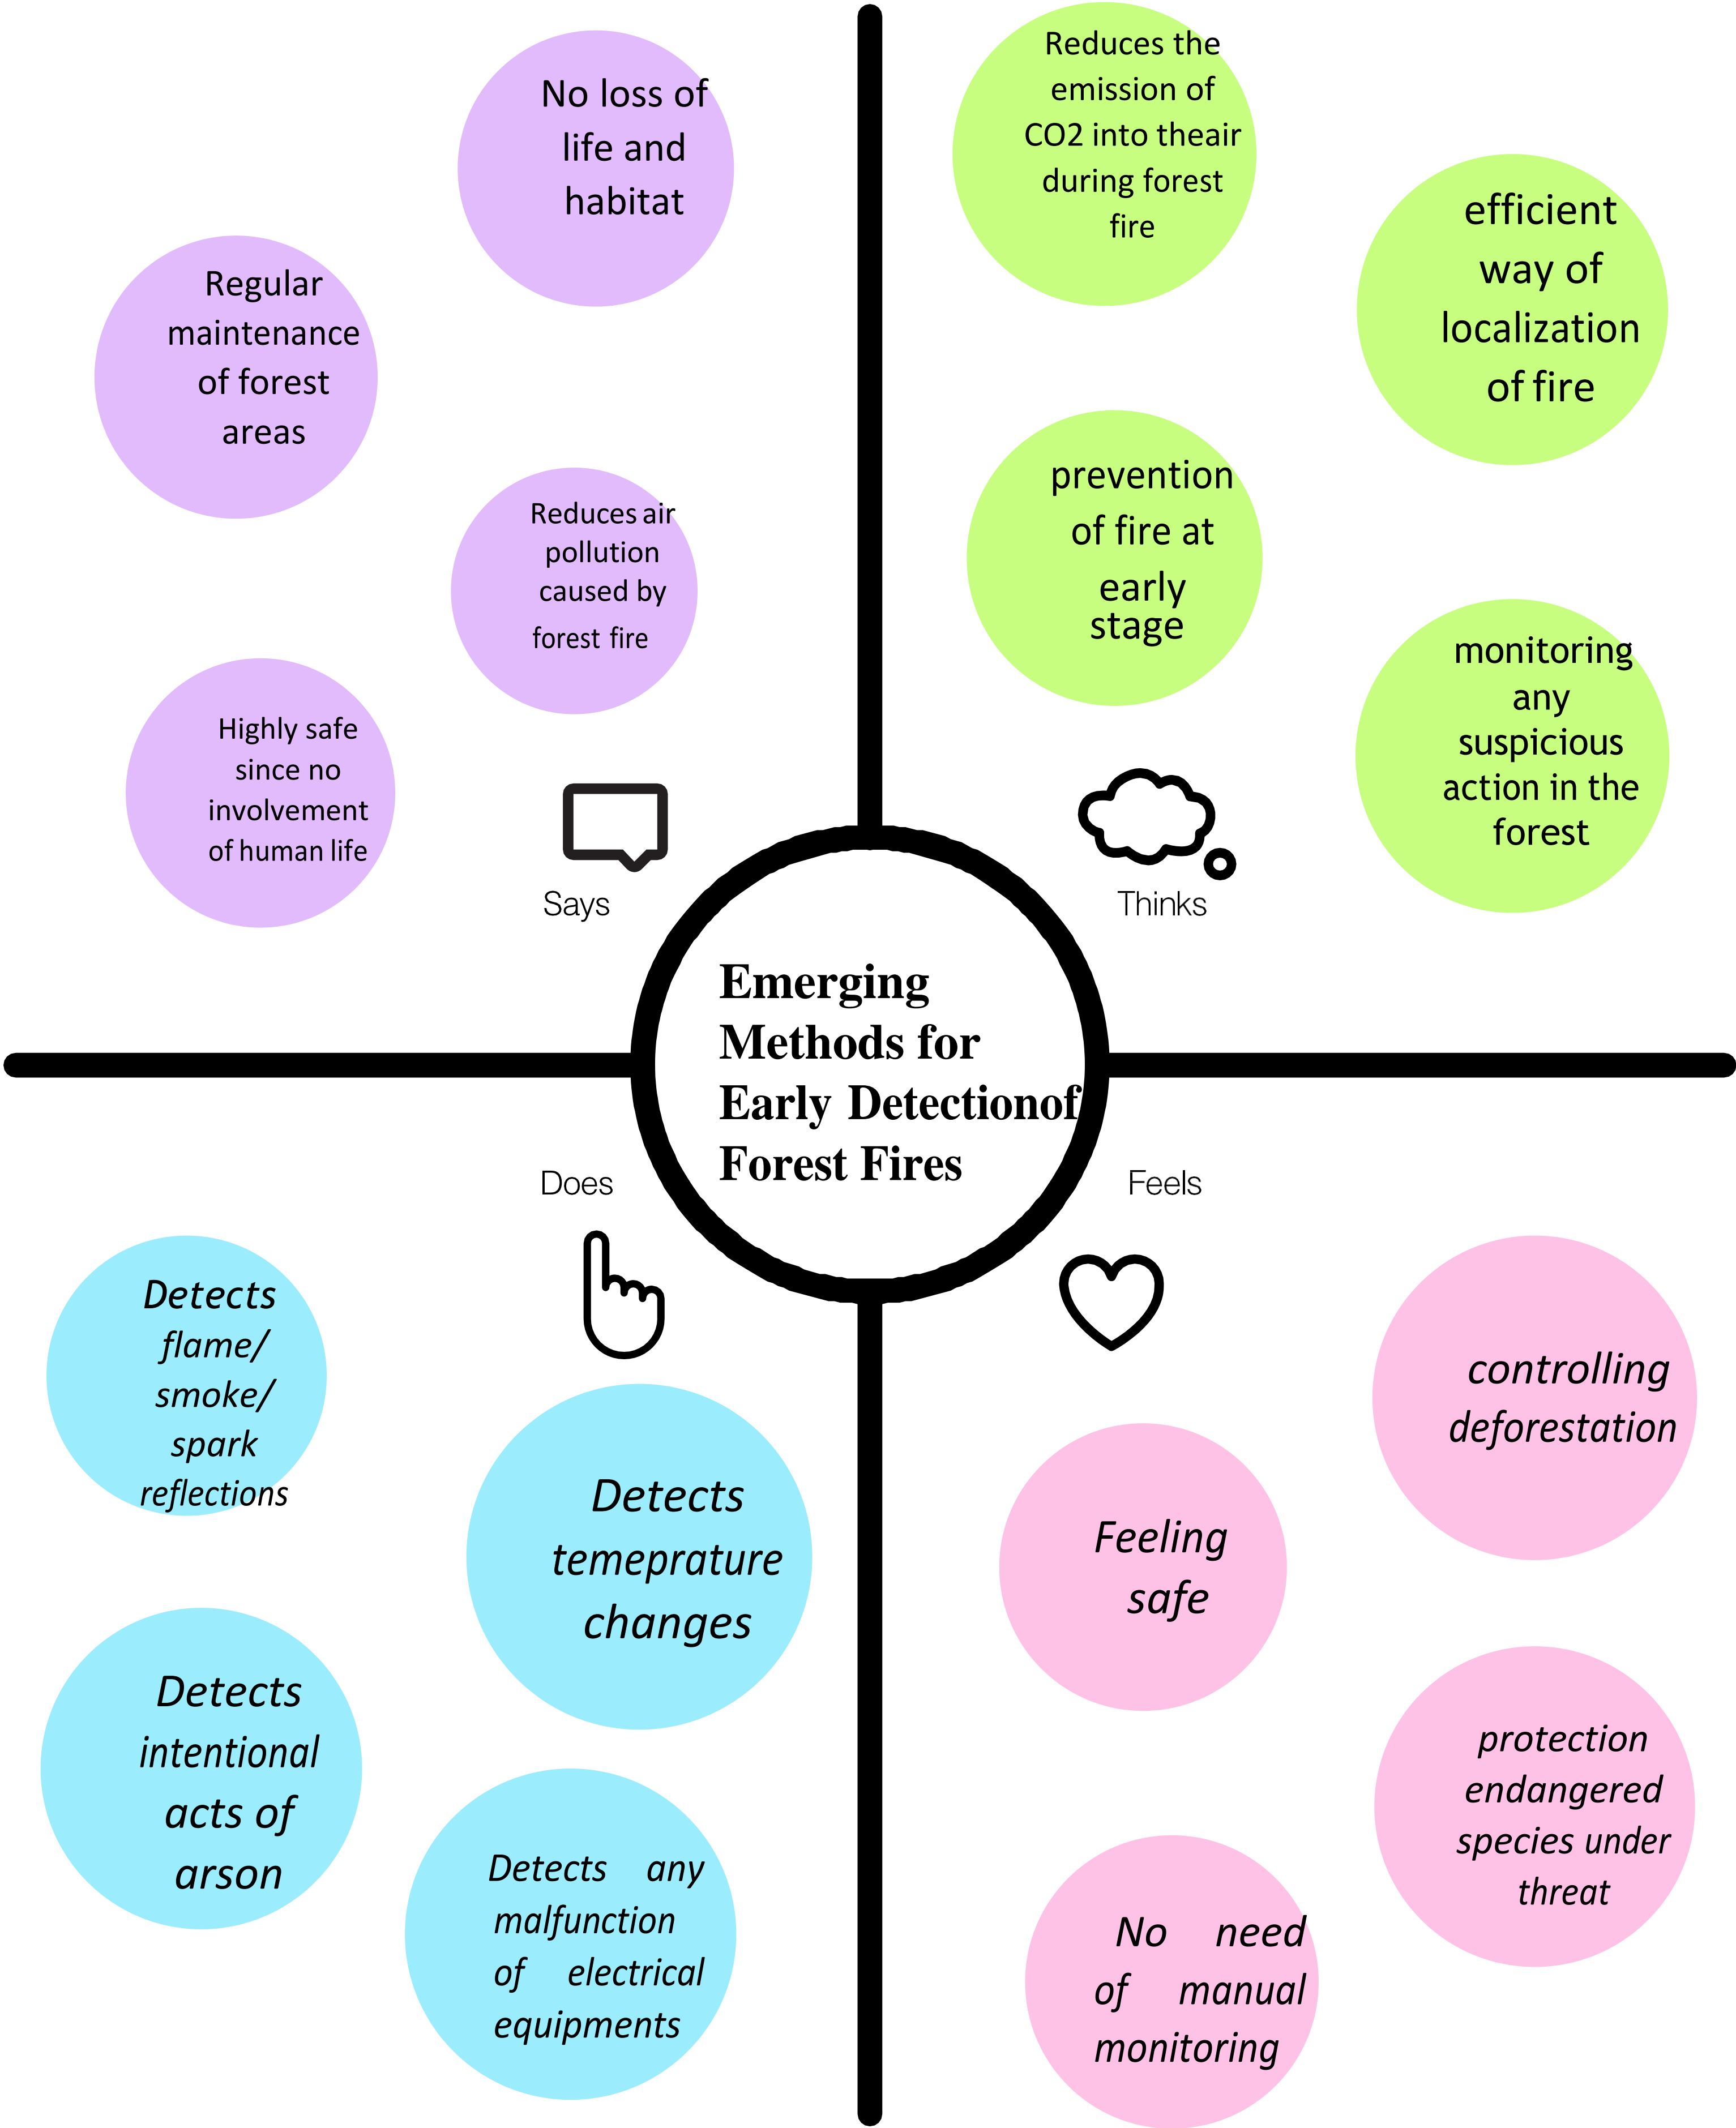 No loss of
life and
habitat
Regular
maintenance
of forest
areas
Reduces air
pollution
caused by
forest fire
Highly safe
since no
involvement
of human life
Says
Reduces the
emission of
CO2 into theair
during forest
fire
efficient
way of
localization
of fire
prevention
of fire at
early
stage
monitoring
any
suspicious
action in the
forest
Thinks
Emerging
Methods for
Early Detectionof
Forest Fires
Does
Detects
flame/
smoke/
spark
reflections
Detects
temeprature
changes
Detects
intentional
acts of
arson
Detects any
malfunction
of electrical
equipments
Feels
controlling
deforestation
Feeling
safe
protection
endangered
species under
threat
No need
of manual
monitoring